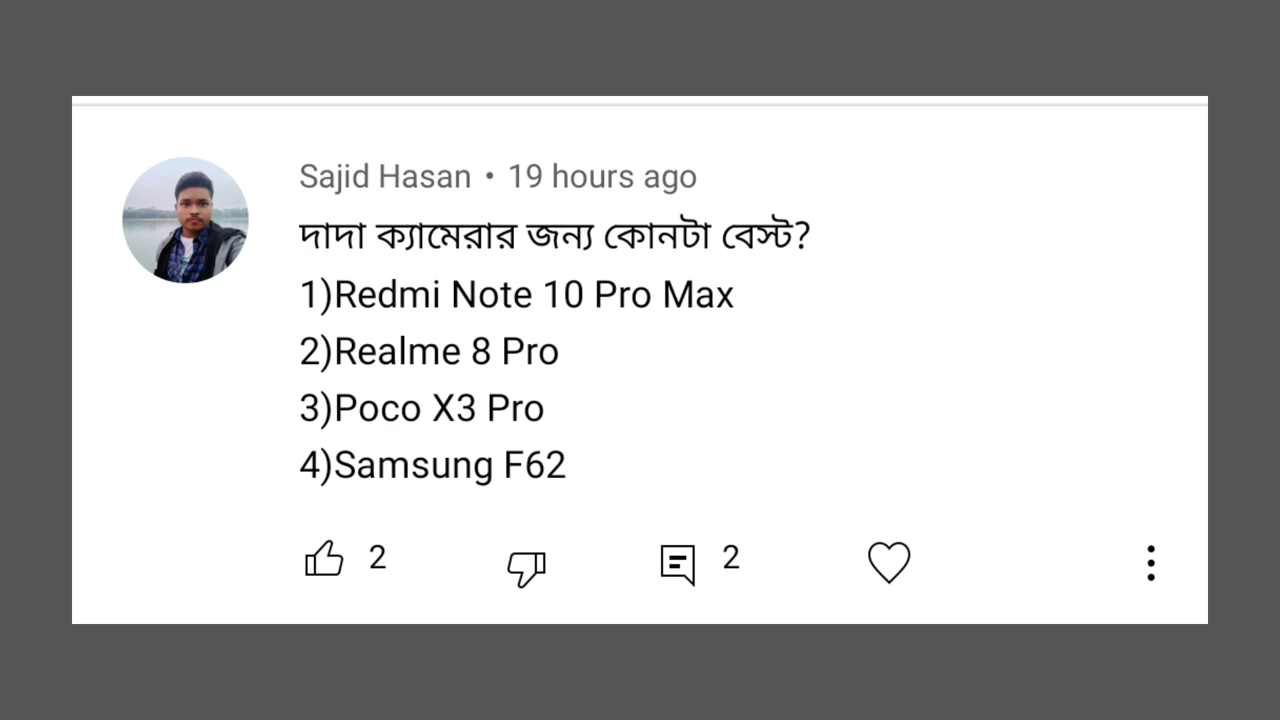 Sajid Hasan • 19 hours ago
দাদা ক্যামেরার জন্য কোনটা বেস্ট?
1)Redmi Note 10 Pro Max
2)Realme 8 Pro
3)Poco X3 Pro
4)Samsung F62
2 2